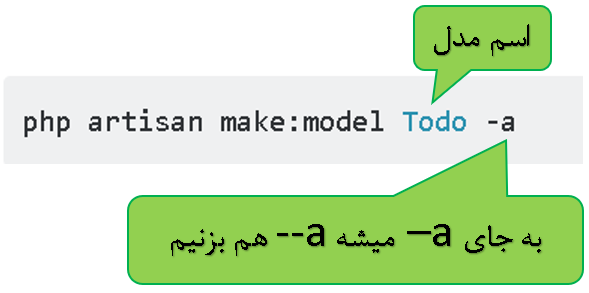 اسم مدل
php artisan make:model Todo -a
به جای –a میشه --a هم بزنیم